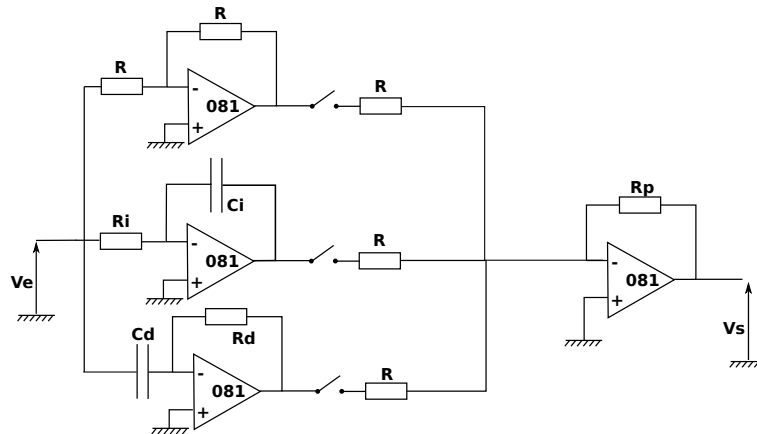 R
R
-
081
+
R
Ci
Ri
-
081
+
R
Rp
-
081
+
Ve
Vs
Cd
Rd
-
081
+
R